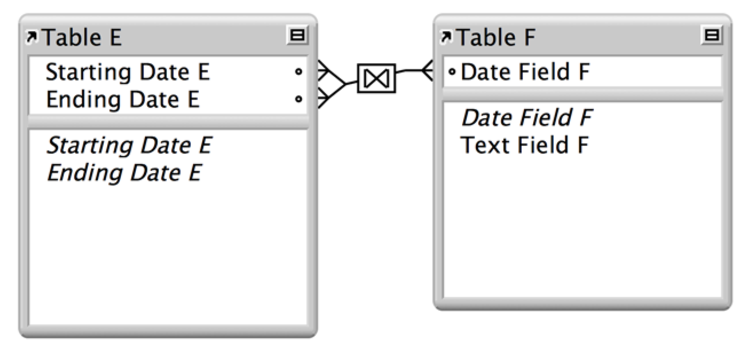 Table E
Starting Date E
Ending Date E
Starting Date E
Ending Date E
Table F
Date Field F
Date Field F
Text Field F